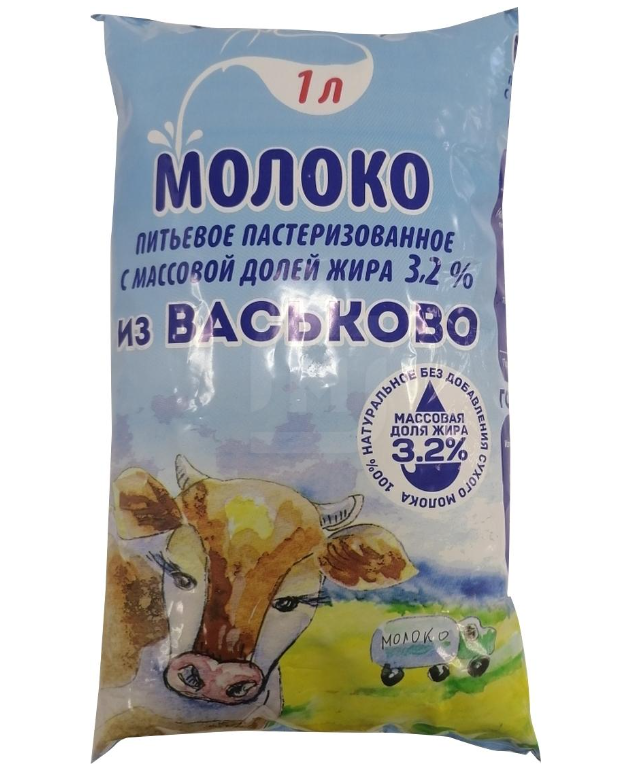 1 л
МОЛОКО
ПИТЬЕВОЕ ПАСТЕРИЗОВАННОЕ
С МАССОВОЙ ДОЛЕЙ ЖИРА 3,2 %
ИЗ ВАСЬКОВО
100% НАТУРАЛЬНОЕ БЕЗ ДОБАВЛЕНИЯ СУХОГО МОЛОКА
МАССОВАЯ
ДОЛЯ ЖИРА
3.2%
МОЛОКО